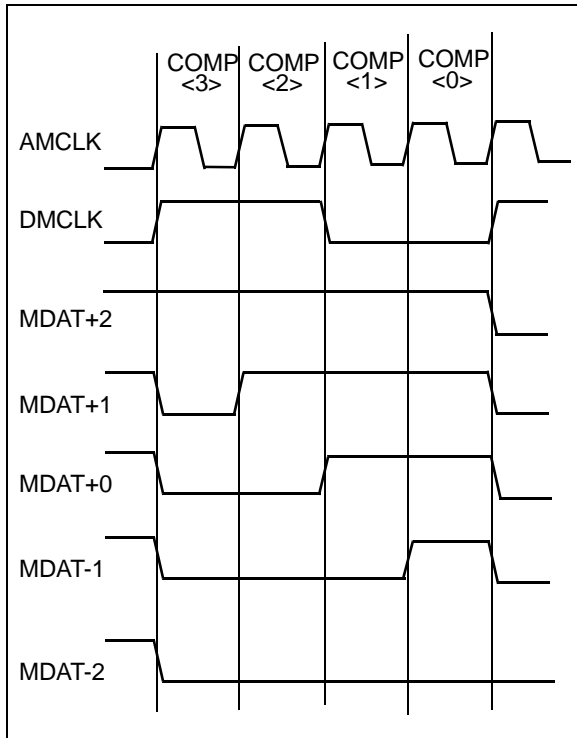 COMP COMP COMP COMP
<3> <2> <1> <0>
AMCLK
DMCLK
MDAT+2
MDAT+1
MDAT+0
MDAT-1
MDAT-2